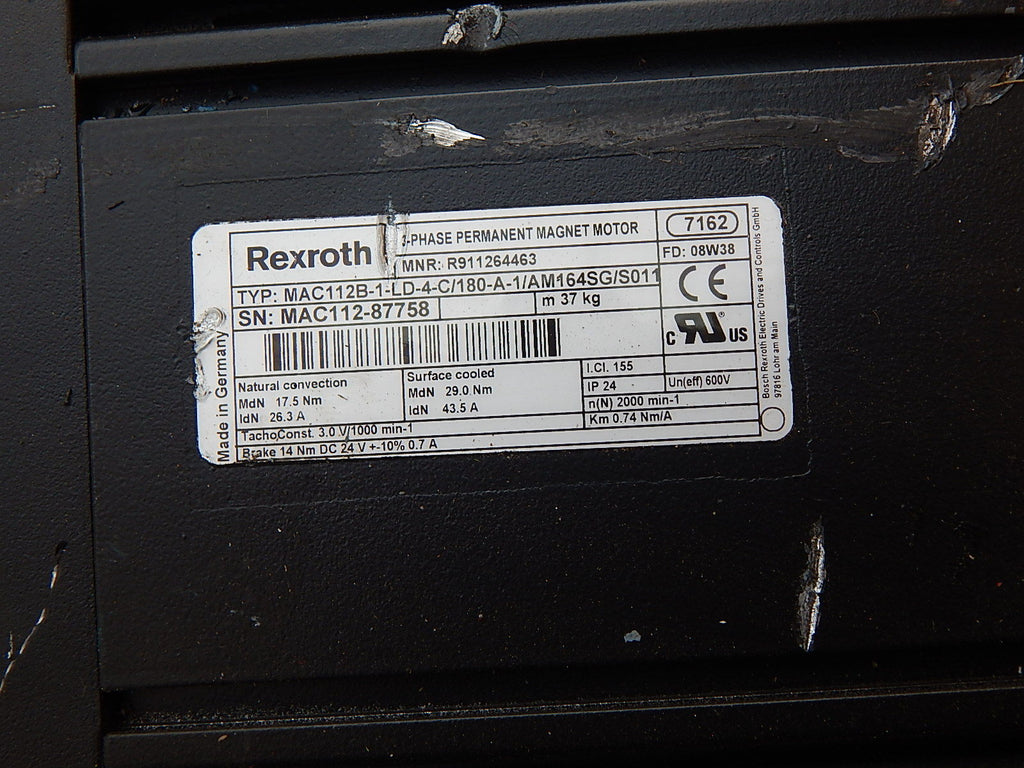 Rexroth
-PHASE PERMANENT MAGNET MOTOR
7162
MNR: R911264463
FD: 08W38
TYP: MAC112B-1-LD-4-C/180-A-1/AM164SG/S011
SN: MAC112-87758
m 37 kg
CE
c RU ® US
Natural convection
MdN 17.5 Nm
IdN 26.3 A
Surface cooled
MdN 29.0 Nm
IdN 43.5 A
I.Cl. 155
IP 24
Un(eff) 600V
n(N) 2000 min-1
Km 0.74 Nm/A
TachoConst. 3.0 V/1000 min-1
Brake 14 Nm DC 24 V +-10% 0.7 A
Made in Germany
Bosch Rexroth Electric Drives and Controls GmbH
97816 Lohr am Main